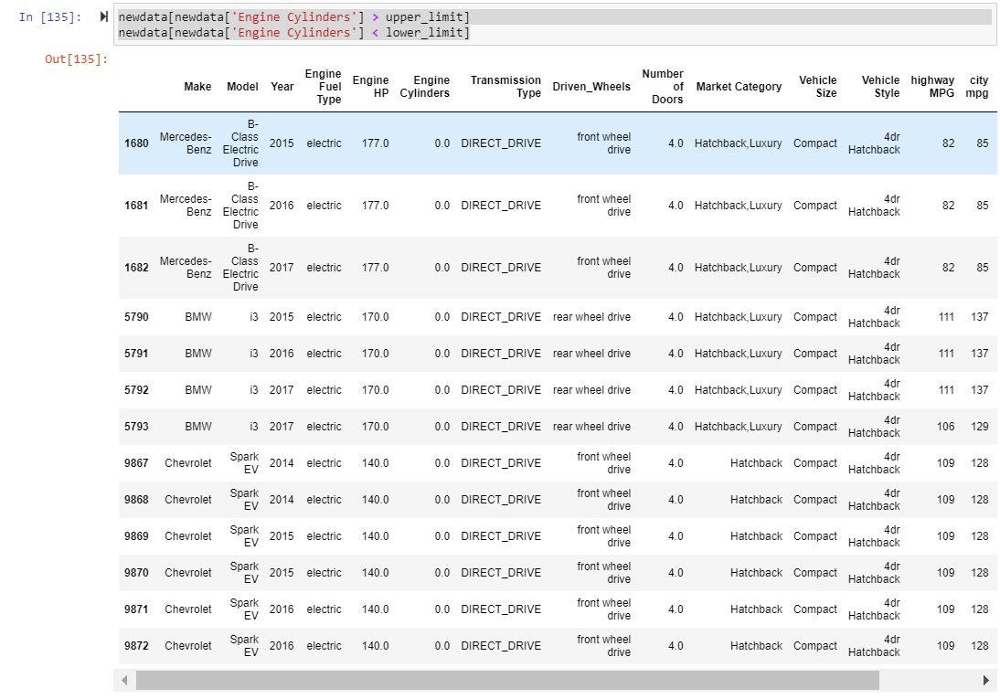 In [135]:
newdata[newdata['Engine Cylinders'] > upper_limit]
newdata[newdata['Engine Cylinders'] < lower_limit]
Out[135]:
Make Model Year Engine Fuel Type Engine HP Engine Cylinders Transmission Type Driven_Wheels Number of Doors Market Category Vehicle Size Vehicle Style highway MPG city mpg
1680 Mercedes-Benz B-Class Electric Drive 2015 electric 177.0 0.0 DIRECT_DRIVE front wheel drive 4.0 Hatchback,Luxury Compact 4dr Hatchback 82 85
1681 Mercedes-Benz B-Class Electric Drive 2016 electric 177.0 0.0 DIRECT_DRIVE front wheel drive 4.0 Hatchback,Luxury Compact 4dr Hatchback 82 85
1682 Mercedes-Benz B-Class Electric Drive 2017 electric 177.0 0.0 DIRECT_DRIVE front wheel drive 4.0 Hatchback,Luxury Compact 4dr Hatchback 82 85
5790 BMW i3 2015 electric 170.0 0.0 DIRECT_DRIVE rear wheel drive 4.0 Hatchback,Luxury Compact 4dr Hatchback 111 137
5791 BMW i3 2016 electric 170.0 0.0 DIRECT_DRIVE rear wheel drive 4.0 Hatchback,Luxury Compact 4dr Hatchback 111 137
5792 BMW i3 2017 electric 170.0 0.0 DIRECT_DRIVE rear wheel drive 4.0 Hatchback,Luxury Compact 4dr Hatchback 111 137
5793 BMW i3 2017 electric 170.0 0.0 DIRECT_DRIVE rear wheel drive 4.0 Hatchback,Luxury Compact 4dr Hatchback 106 129
9867 Chevrolet Spark EV 2014 electric 140.0 0.0 DIRECT_DRIVE front wheel drive 4.0 Hatchback Compact 4dr Hatchback 109 128
9868 Chevrolet Spark EV 2014 electric 140.0 0.0 DIRECT_DRIVE front wheel drive 4.0 Hatchback Compact 4dr Hatchback 109 128
9869 Chevrolet Spark EV 2015 electric 140.0 0.0 DIRECT_DRIVE front wheel drive 4.0 Hatchback Compact 4dr Hatchback 109 128
9870 Chevrolet Spark EV 2015 electric 140.0 0.0 DIRECT_DRIVE front wheel drive 4.0 Hatchback Compact 4dr Hatchback 109 128
9871 Chevrolet Spark EV 2016 electric 140.0 0.0 DIRECT_DRIVE front wheel drive 4.0 Hatchback Compact 4dr Hatchback 109 128
9872 Chevrolet Spark EV 2016 electric 140.0 0.0 DIRECT_DRIVE front wheel drive 4.0 Hatchback Compact 4dr Hatchback 109 128